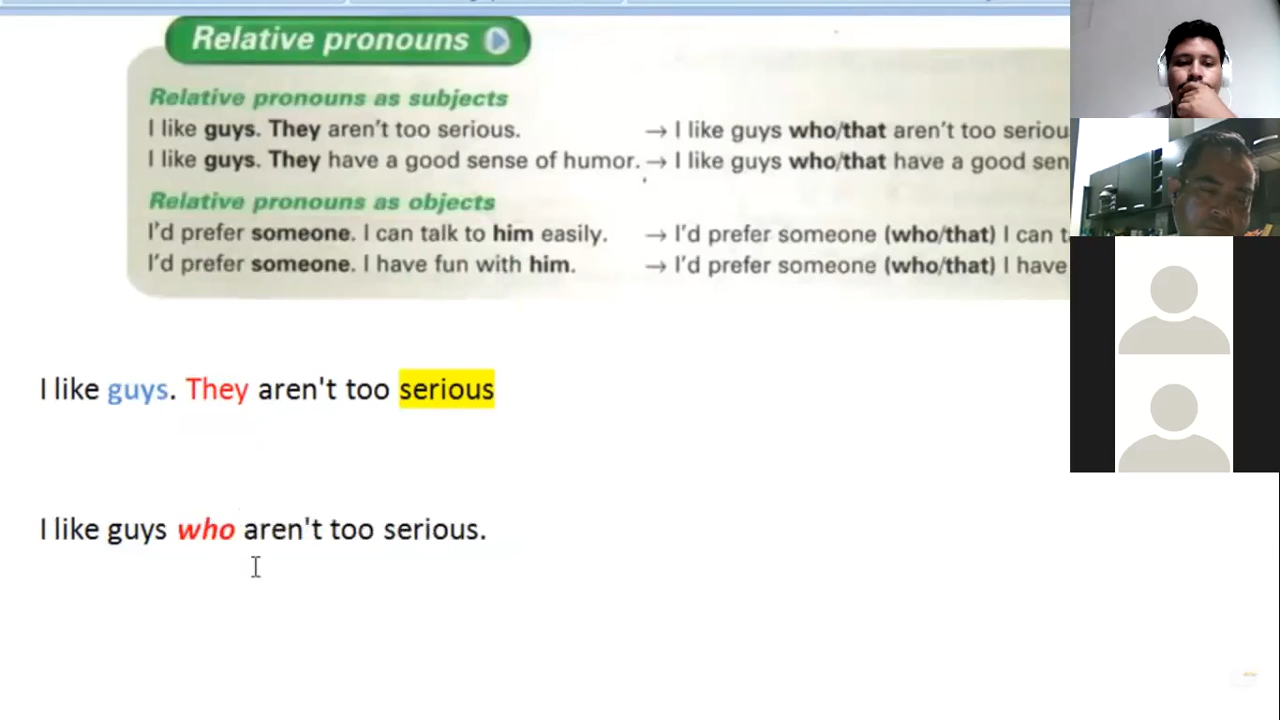 Relative pronouns
Relative pronouns as subjects
I like guys. They aren't too serious. → I like guys who/that aren't too seriou
I like guys. They have a good sense of humor. → I like guys who/that have a good sen
Relative pronouns as objects
I'd prefer someone. I can talk to him easily. → I'd prefer someone (who/that) I can t
I'd prefer someone. I have fun with him. → I'd prefer someone (who/that) I have
I like guys. They aren't too serious
I like guys who aren't too serious.